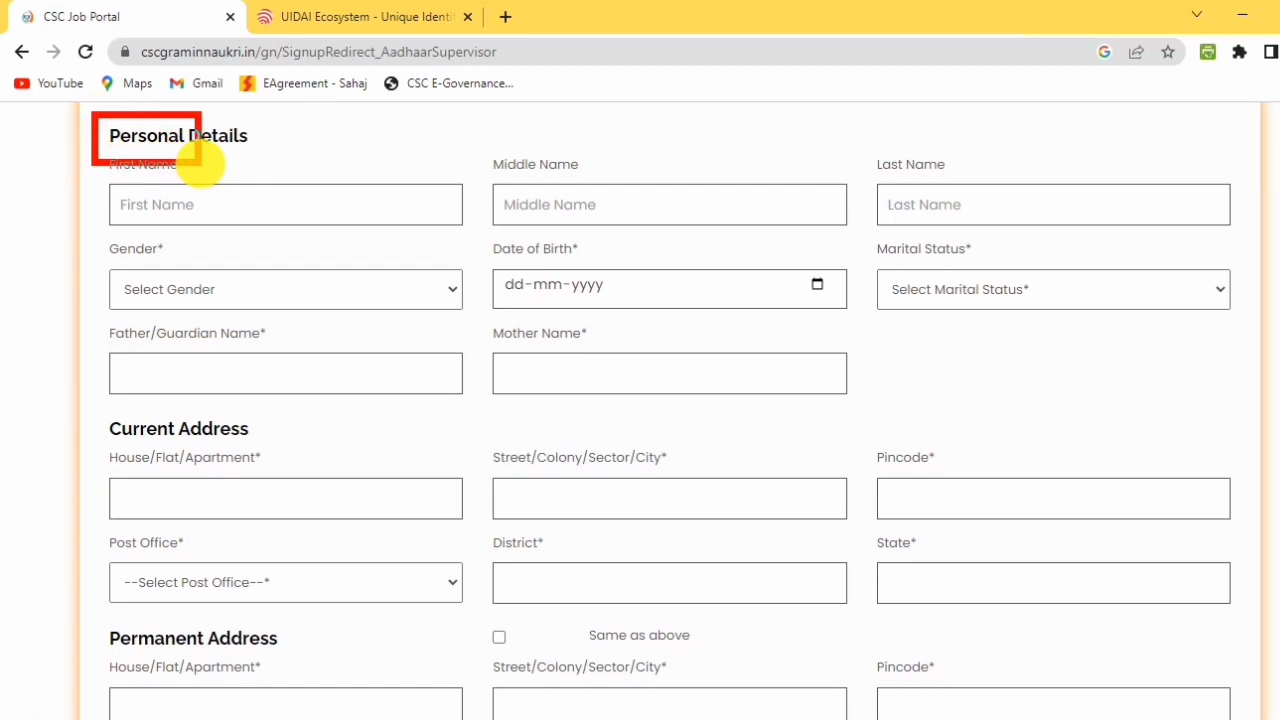 CSC Job Portal
UIDAI Ecosystem - Unique Identi
cscgraminnaukri.in/gn/SignupRedirect_AadhaarSupervisor
YouTube Maps Gmail EAgreement - Sahaj CSC E-Governance...
Personal Details
First Name Middle Name Last Name
First Name Middle Name Last Name
Gender* Date of Birth* Marital Status*
Select Gender dd-mm-yyyy Select Marital Status*
Father/Guardian Name* Mother Name*
Current Address
House/Flat/Apartment* Street/Colony/Sector/City* Pincode*
Post Office* District* State*
--Select Post Office--*
Permanent Address Same as above
House/Flat/Apartment* Street/Colony/Sector/City* Pincode*